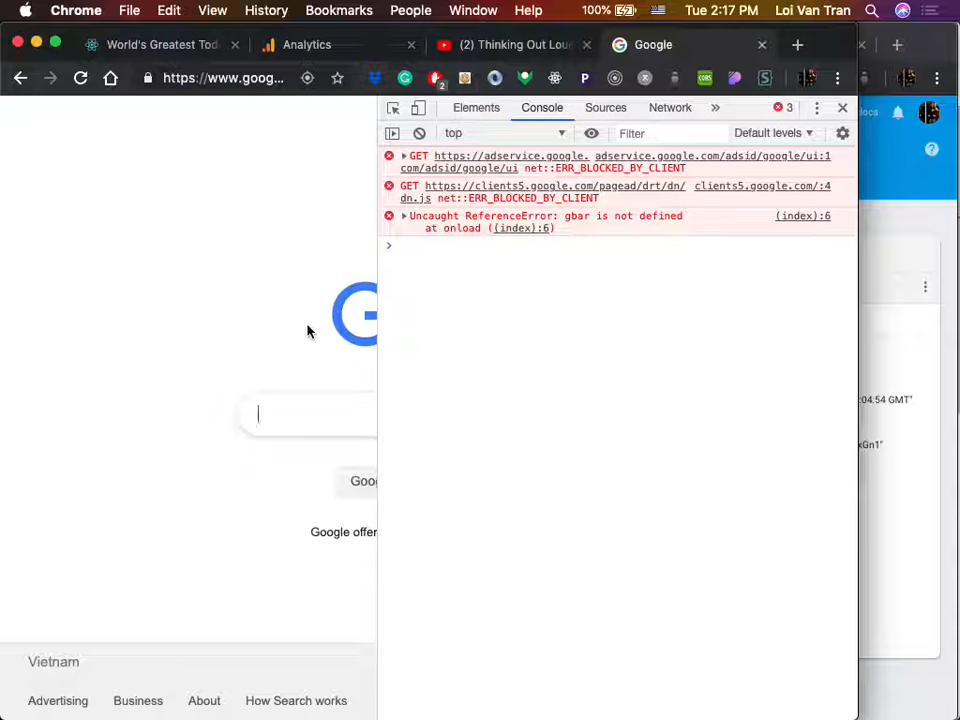 Chrome File Edit View History Bookmarks People Window Help 100% Tue 2:17 PM Loi Van Tran
World's Greatest Tod Analytics (2) Thinking Out Lou Google
https://www.goog... 2 P CORS S
Elements Console Sources Network » 3
top Filter Default levels
GET https://adservice.google. adservice.google.com/adsid/google/ui:1
com/adsid/google/ui net::ERR_BLOCKED_BY_CLIENT
GET https://clients5.google.com/pagead/drt/dn/ clients5.google.com/:4
dn.js net::ERR_BLOCKED_BY_CLIENT
Uncaught ReferenceError: gbar is not defined (index):6
at onload ((index):6)
>
docs
:04:54 GMT"
xGn1"
G
Goog
Google offer
Vietnam
Advertising Business About How Search works